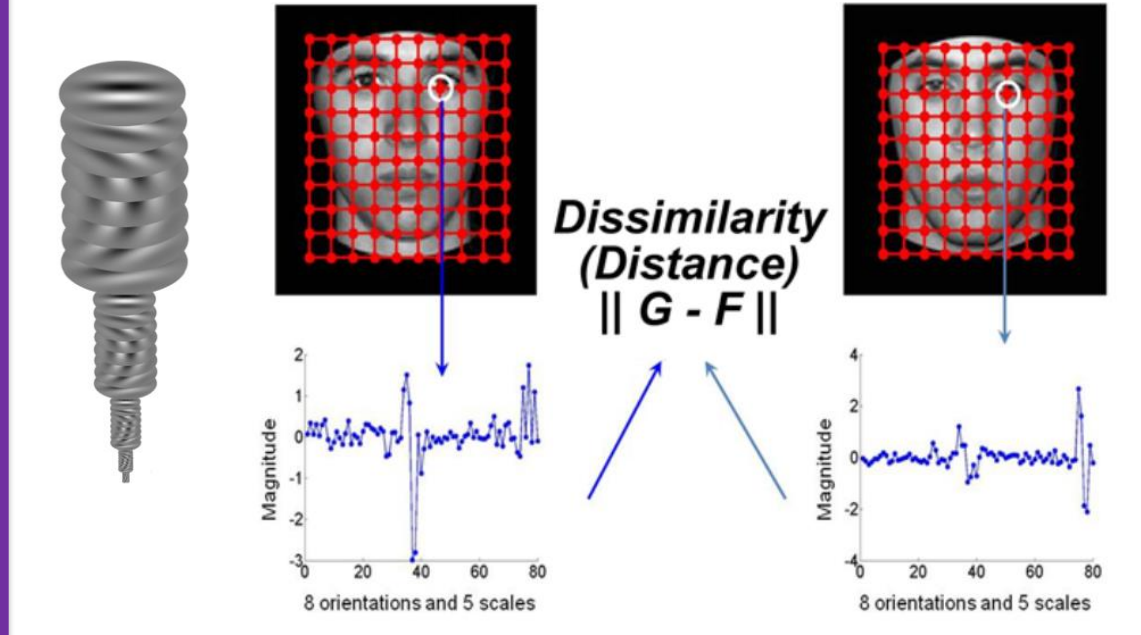 Dissimilarity
(Distance)
|| G - F ||
2
1
0
-1
-2
-3
Magnitude
0 20 40 60 80
8 orientations and 5 scales
4
2
0
-2
-4
Magnitude
0 20 40 60 80
8 orientations and 5 scales